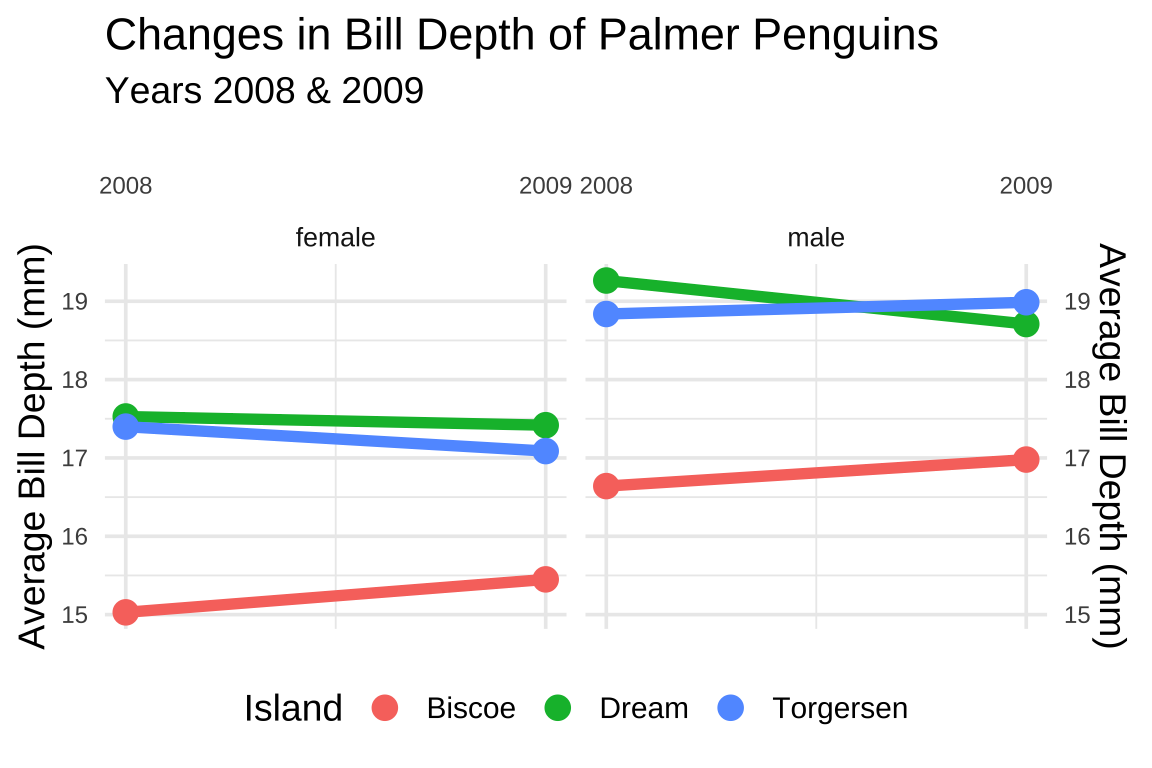 Changes in Bill Depth of Palmer Penguins
Years 2008 & 2009
2008 2009 2008 2009
female male
Average Bill Depth (mm)
19
18
17
16
15
19
18
17
16
15
Average Bill Depth (mm)
Island Biscoe Dream Torgersen